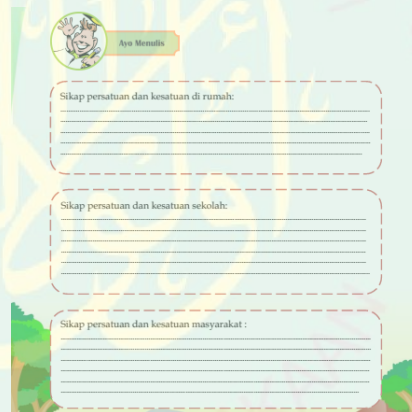 Ayo Menulis
Sikap persatuan dan kesatuan di rumah:
Sikap persatuan dan kesatuan sekolah:
Sikap persatuan dan kesatuan masyarakat :